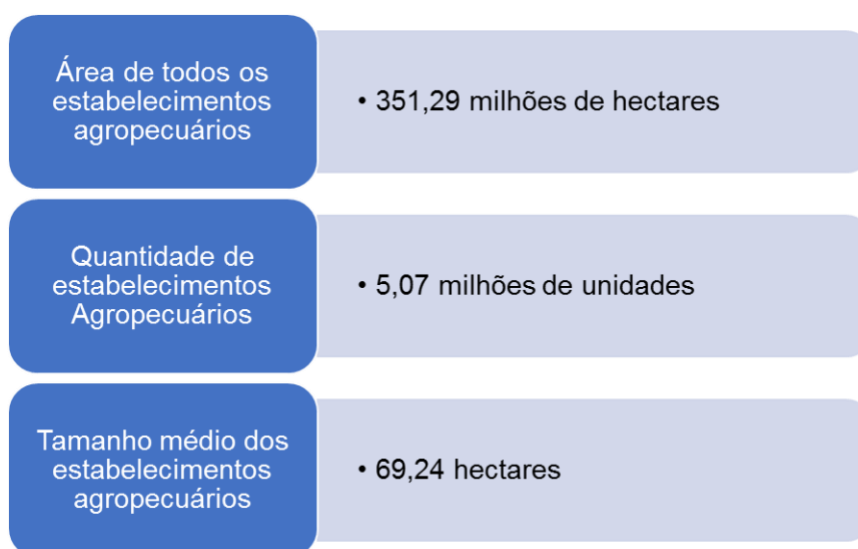 Área de todos os
estabelecimentos
agropecuários
• 351,29 milhões de hectares
Quantidade de
estabelecimentos
Agropecuários
• 5,07 milhões de unidades
Tamanho médio dos
estabelecimentos
agropecuários
• 69,24 hectares